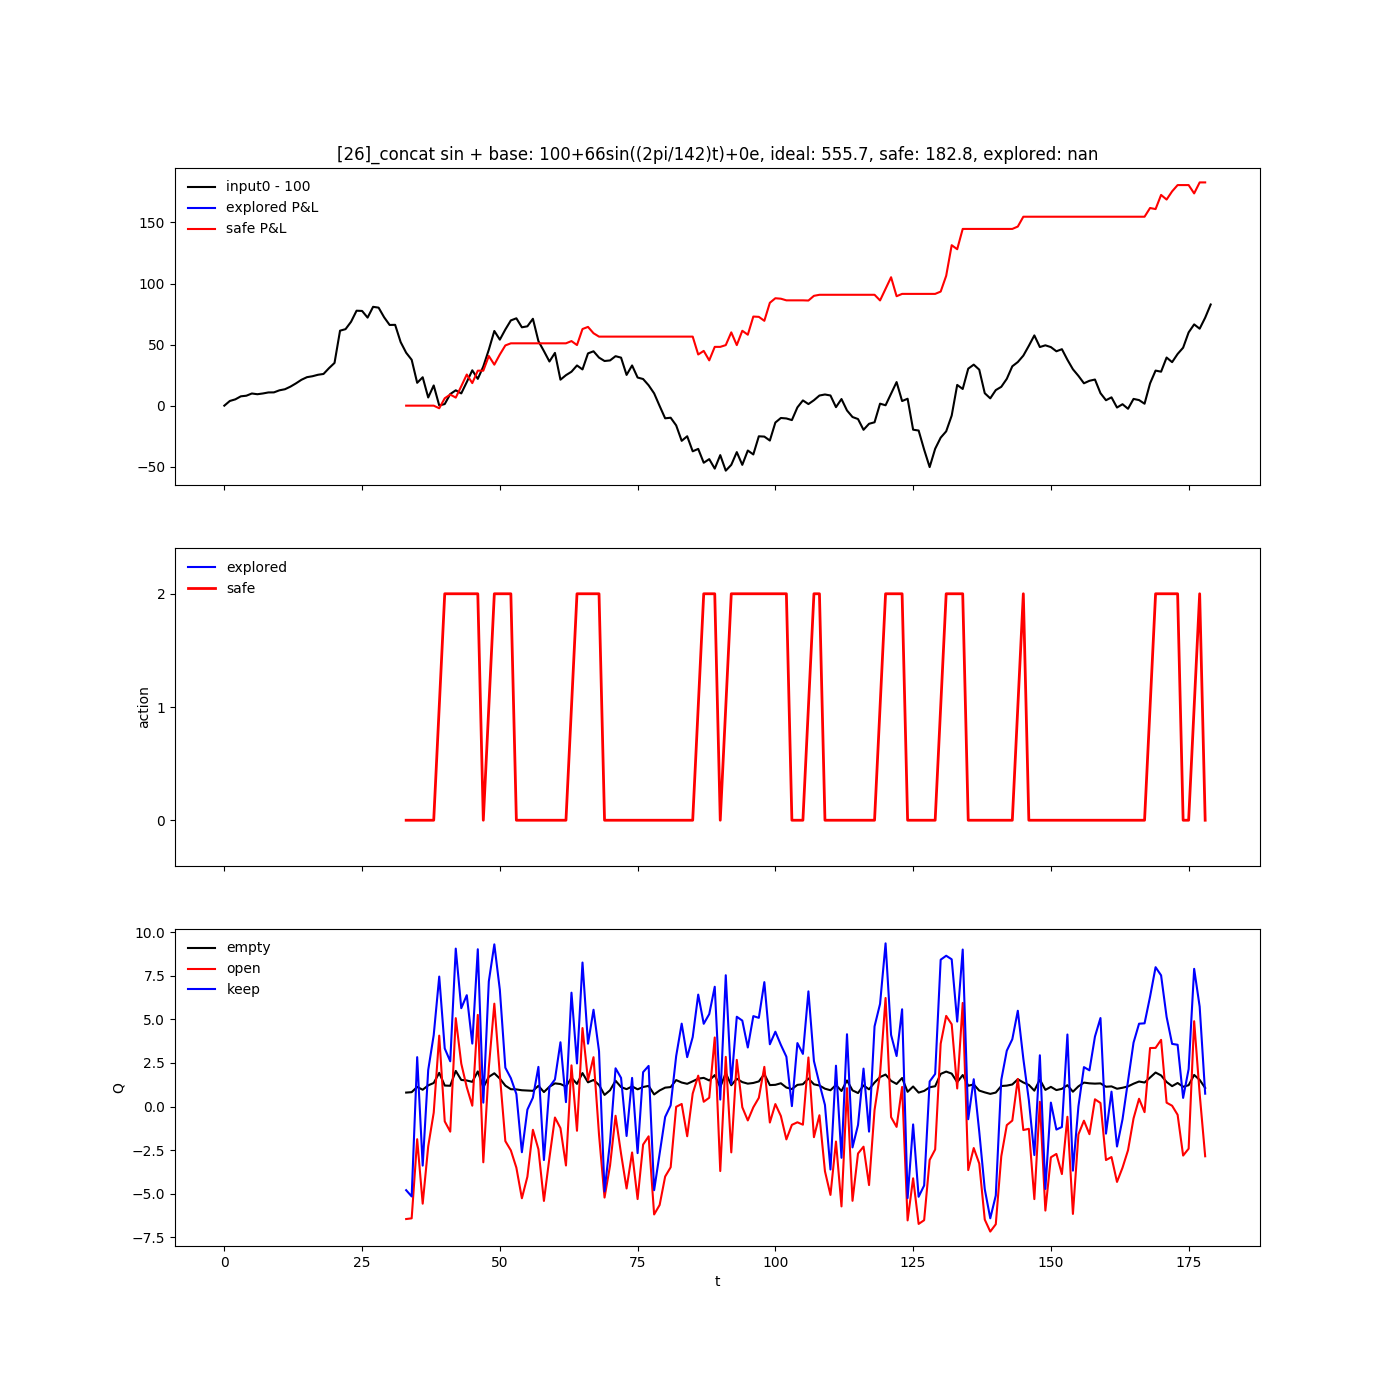 [26]_concat sin + base: 100+66sin((2pi/142)t)+0e, ideal: 555.7, safe: 182.8, explored: nan
input0 - 100
explored P&L
safe P&L
150
100
50
0
−50
explored
safe
2
1
0
action
empty
open
keep
10.0
7.5
5.0
2.5
0.0
−2.5
−5.0
−7.5
Q
0 25 50 75 100 125 150 175
t